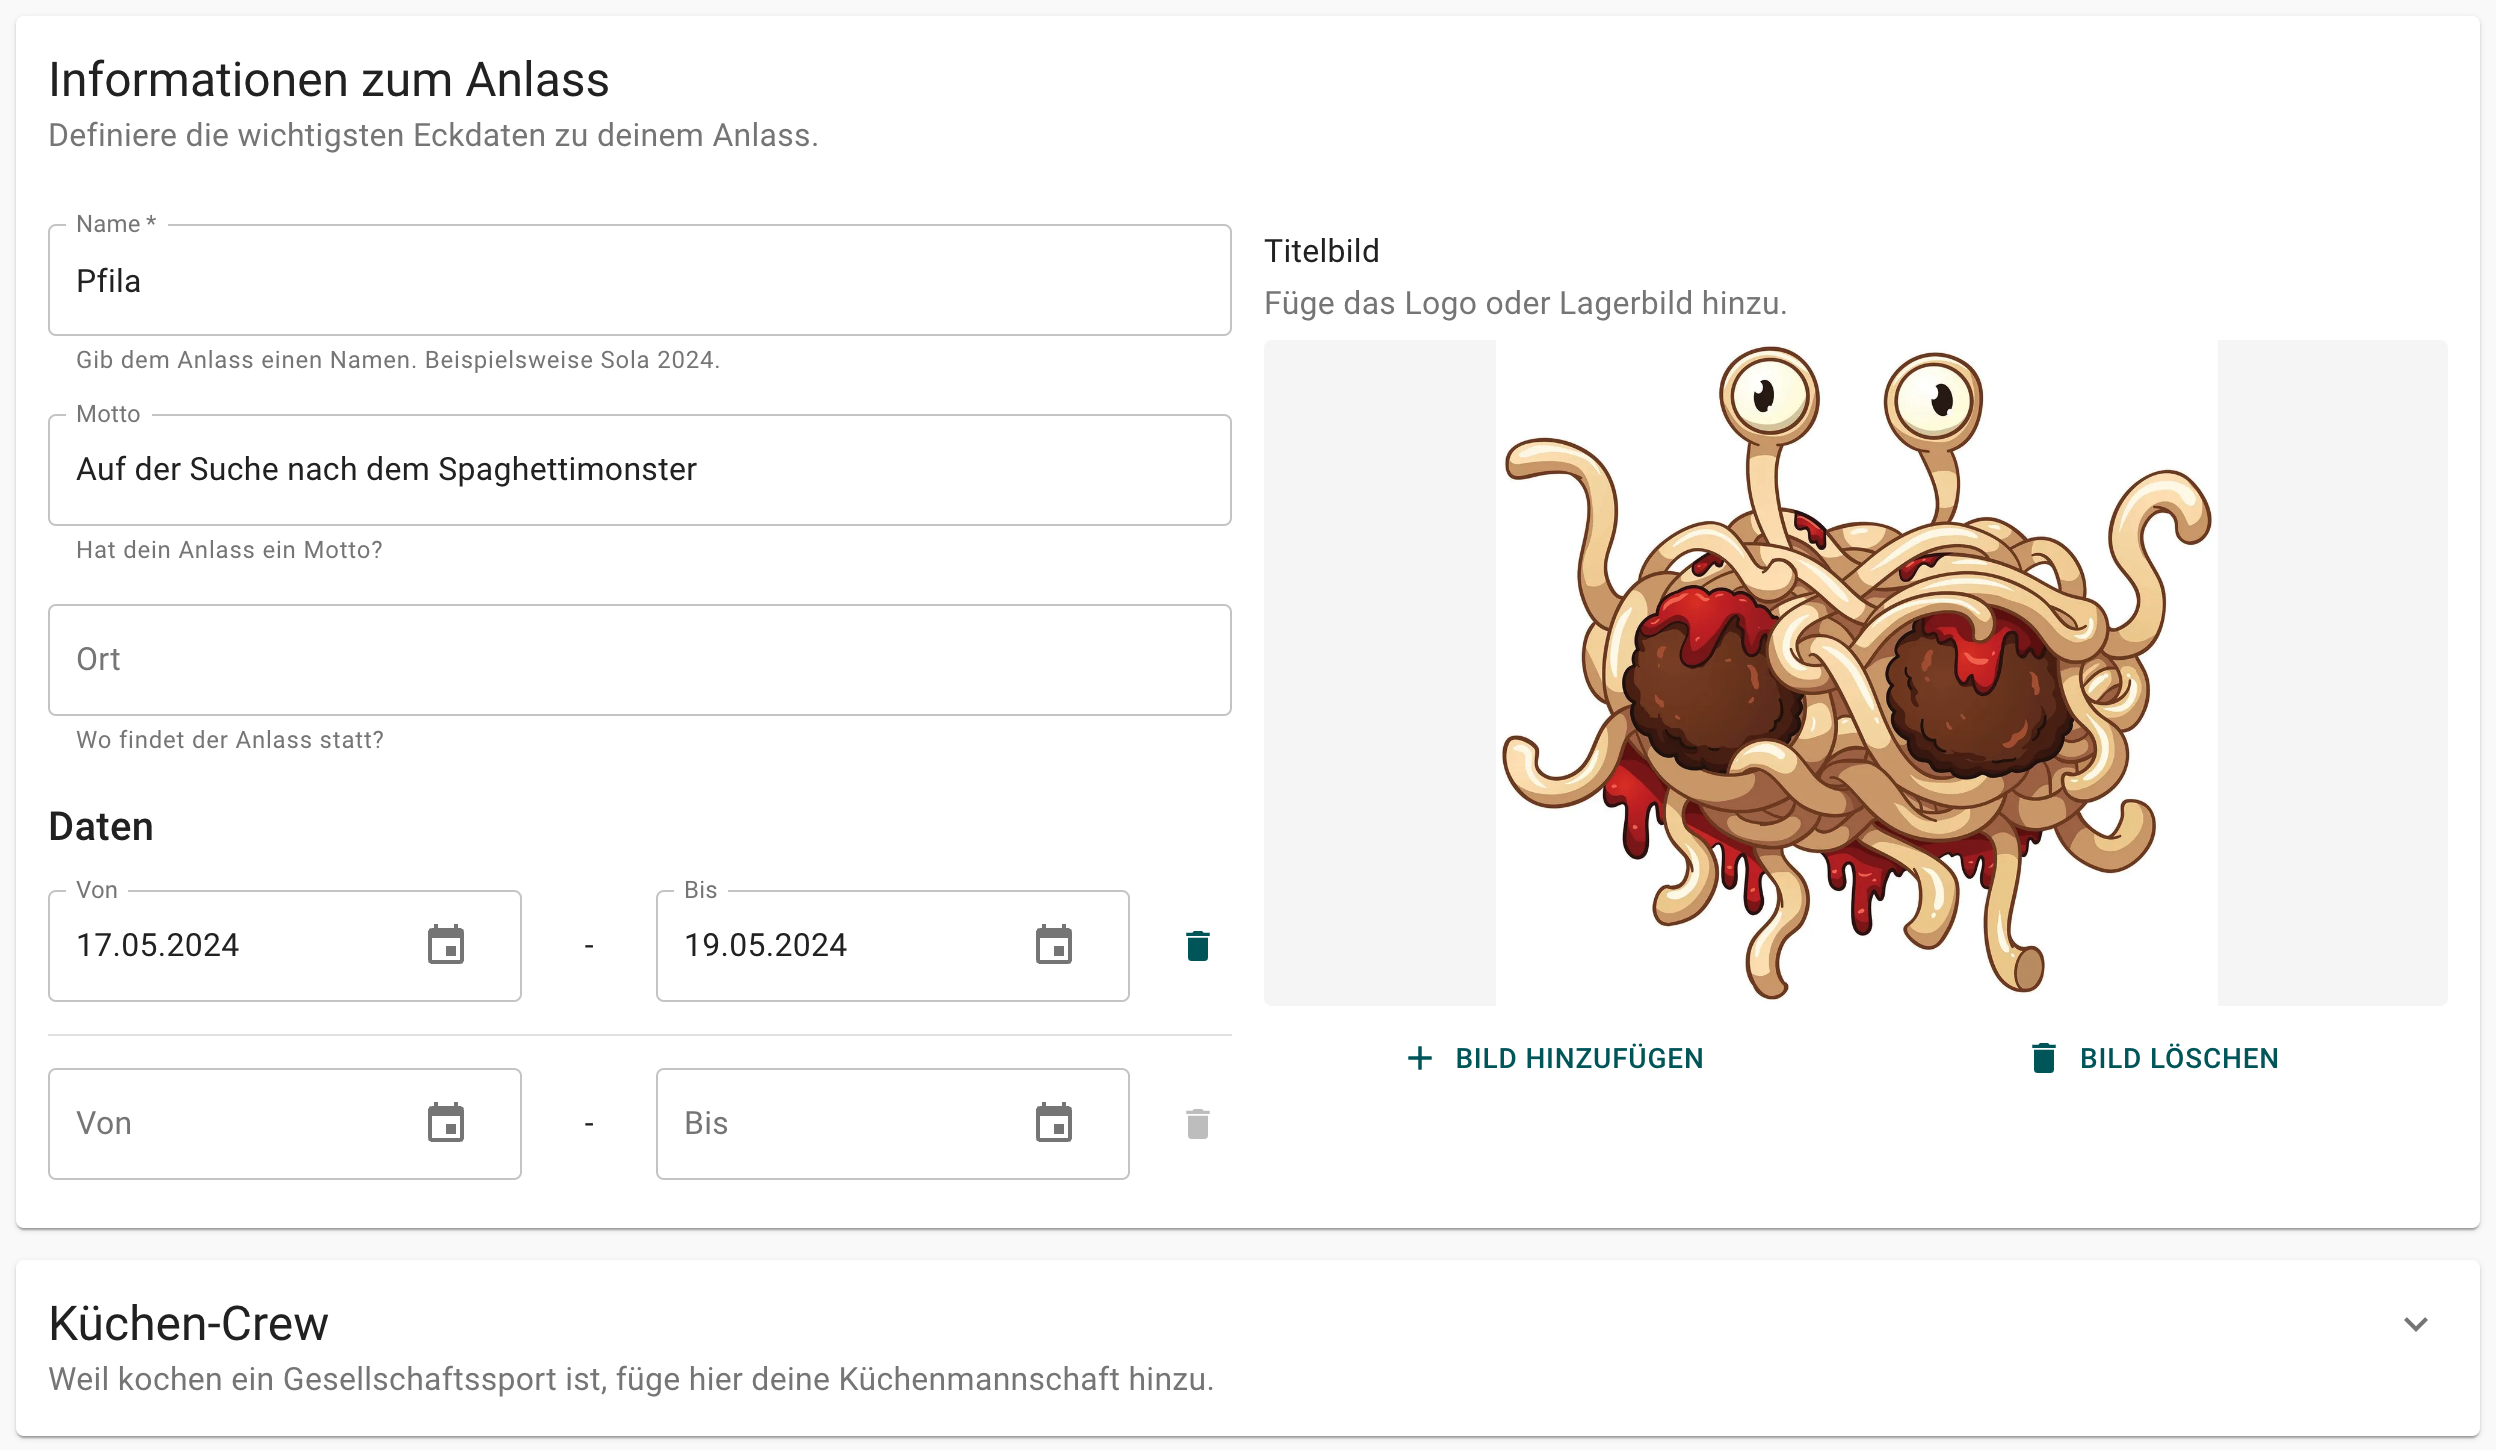 Informationen zum Anlass
Definiere die wichtigsten Eckdaten zu deinem Anlass.
Name *
Pfila
Gib dem Anlass einen Namen. Beispielsweise Sola 2024.
Motto
Auf der Suche nach dem Spaghettimonster
Hat dein Anlass ein Motto?
Ort
Wo findet der Anlass statt?
Daten
Von
17.05.2024
-
Bis
19.05.2024
Von
-
Bis
Titelbild
Füge das Logo oder Lagerbild hinzu.
BILD HINZUFÜGEN
BILD LÖSCHEN
Küchen-Crew
Weil kochen ein Gesellschaftssport ist, füge hier deine Küchenmannschaft hinzu.